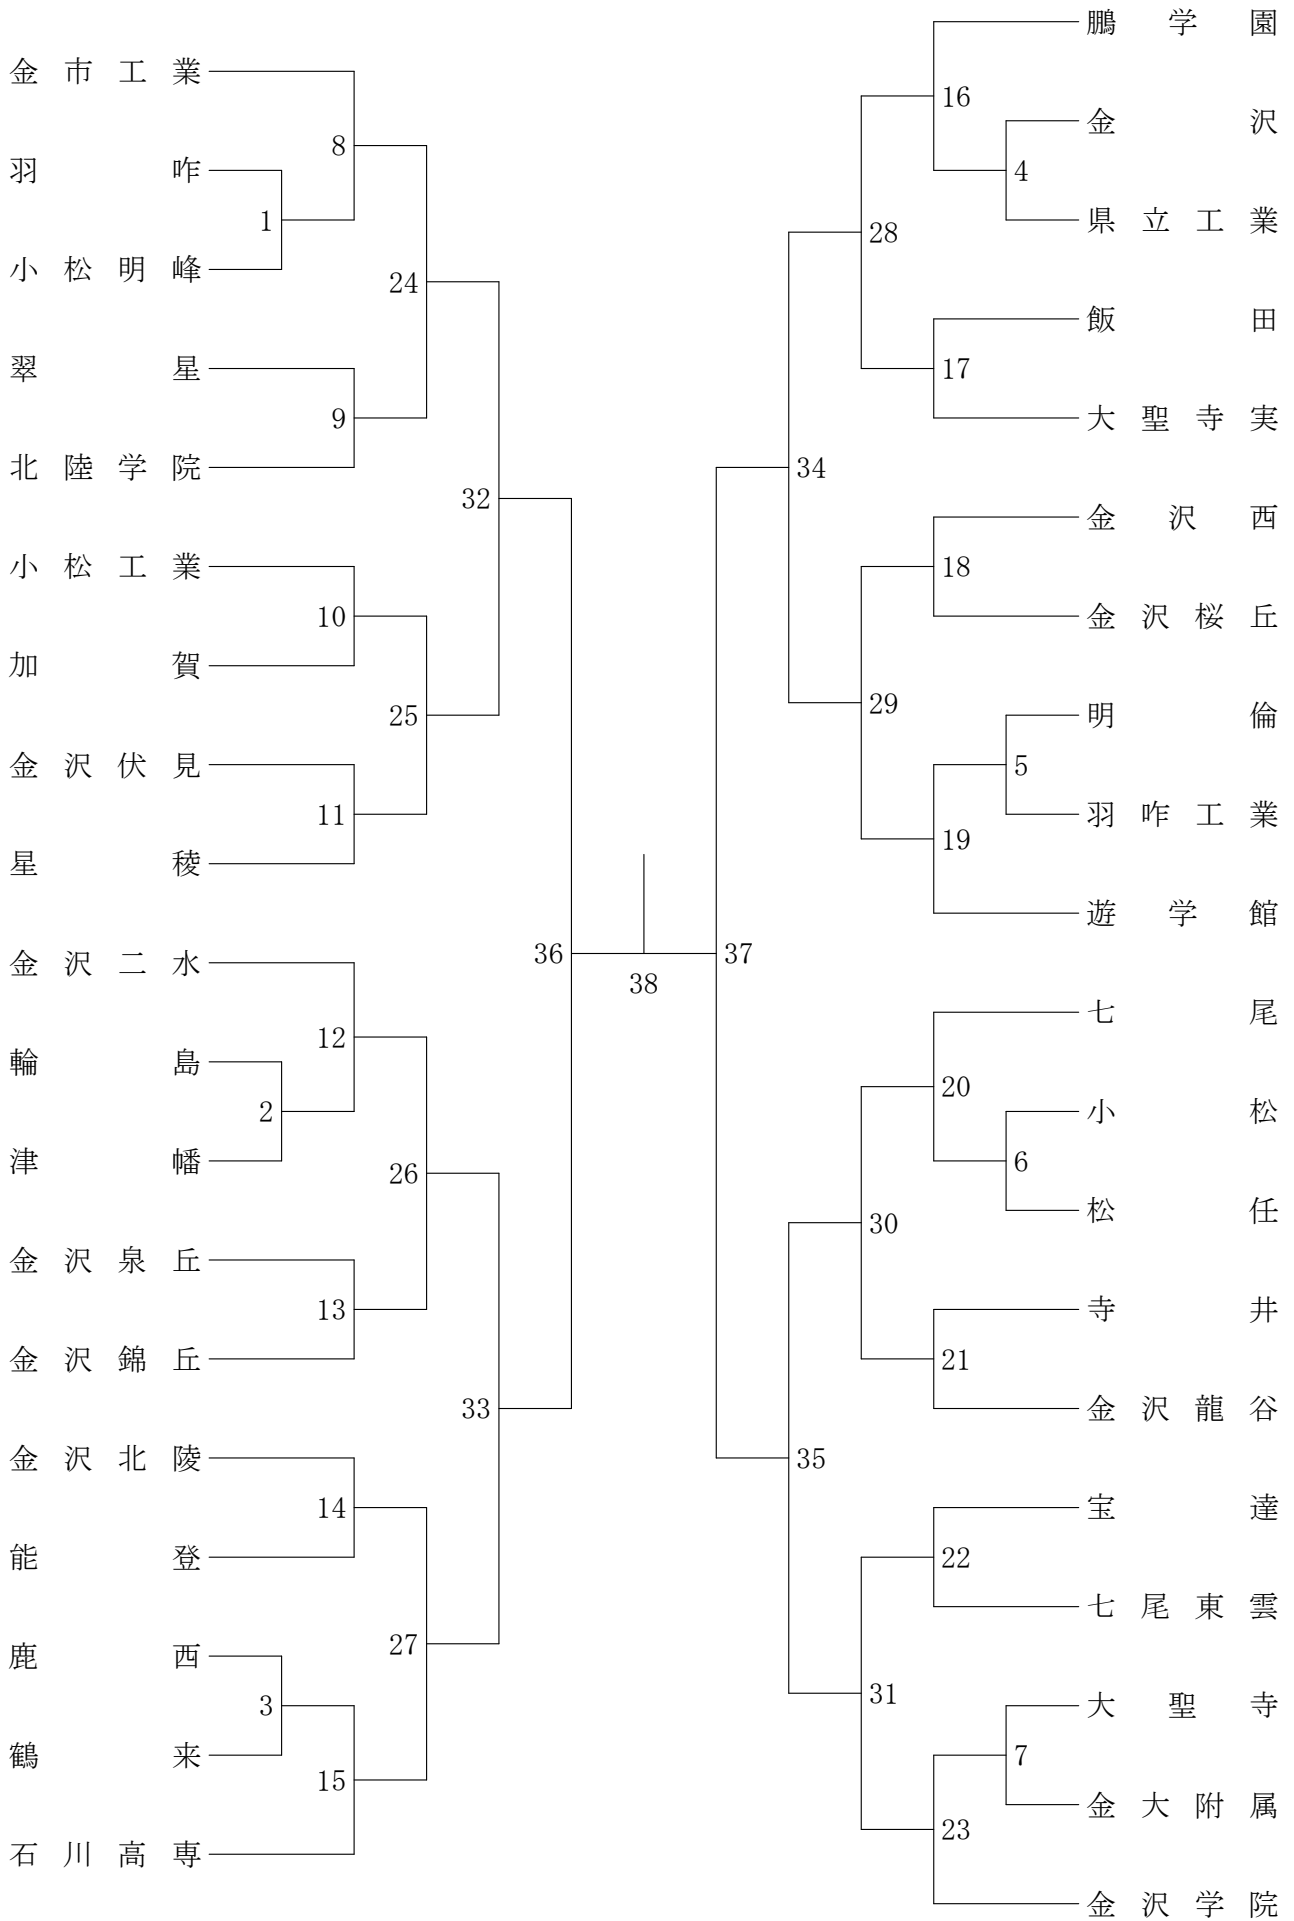 金市工業
8
羽咋
1
小松明峰
24
翠星
9
北陸学院
32
小松工業
10
加賀
25
金沢伏見
11
星稜
36
金沢二水
12
輪島
2
津幡
26
金沢泉丘
13
金沢錦丘
33
金沢北陵
14
能登
27
鹿西
3
鶴来
15
石川高専
38
鵬学園
16
金沢
4
県立工業
28
飯田
17
大聖寺実
34
金沢西
18
金沢桜丘
29
明倫
5
羽咋工業
19
遊学館
37
七尾
20
小松
6
松任
30
寺井
21
金沢龍谷
35
宝達
22
七尾東雲
31
大聖寺
7
金大附属
23
金沢学院